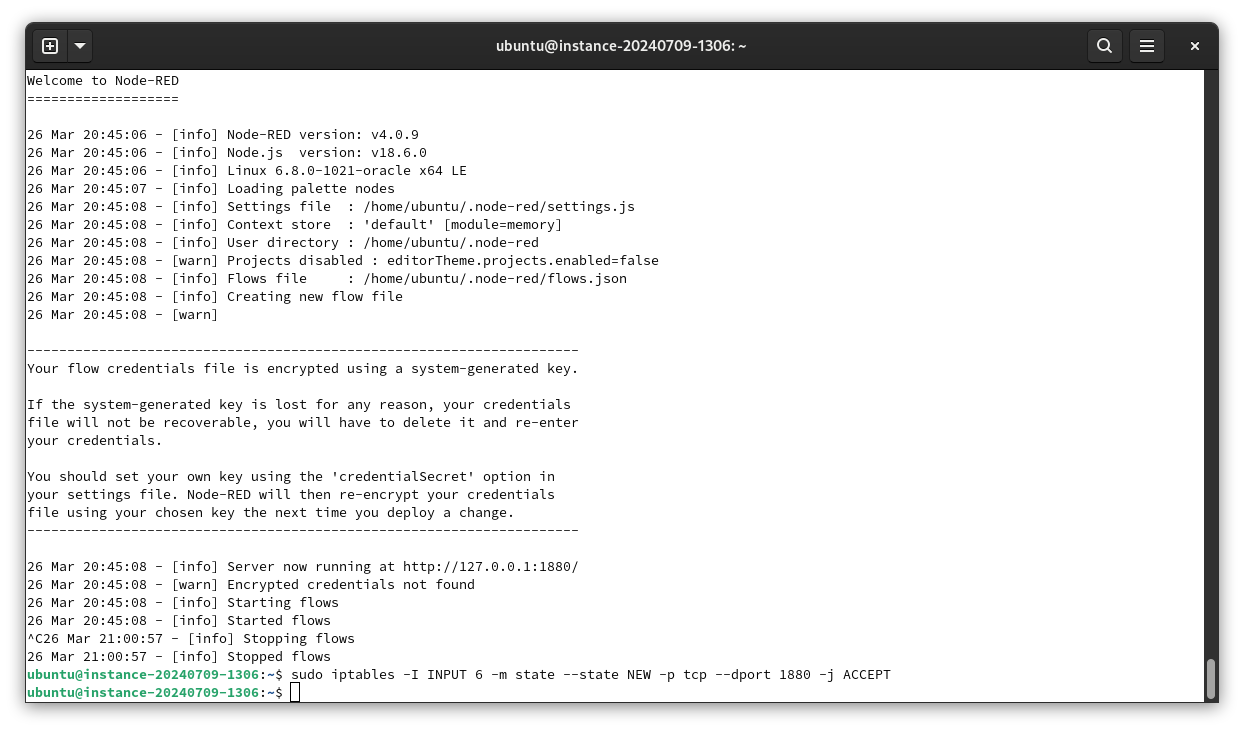 ubuntu@instance-20240709-1306: ~
Welcome to Node-RED
===================
26 Mar 20:45:06 - [info] Node-RED version: v4.0.9
26 Mar 20:45:06 - [info] Node.js  version: v18.6.0
26 Mar 20:45:06 - [info] Linux 6.8.0-1021-oracle x64 LE
26 Mar 20:45:07 - [info] Loading palette nodes
26 Mar 20:45:08 - [info] Settings file  : /home/ubuntu/.node-red/settings.js
26 Mar 20:45:08 - [info] Context store  : 'default' [module=memory]
26 Mar 20:45:08 - [info] User directory : /home/ubuntu/.node-red
26 Mar 20:45:08 - [warn] Projects disabled : editorTheme.projects.enabled=false
26 Mar 20:45:08 - [info] Flows file     : /home/ubuntu/.node-red/flows.json
26 Mar 20:45:08 - [info] Creating new flow file
26 Mar 20:45:08 - [warn]
---------------------------------------------------------------------
Your flow credentials file is encrypted using a system-generated key.
If the system-generated key is lost for any reason, your credentials
file will not be recoverable, you will have to delete it and re-enter
your credentials.
You should set your own key using the 'credentialSecret' option in
your settings file. Node-RED will then re-encrypt your credentials
file using your chosen key the next time you deploy a change.
---------------------------------------------------------------------
26 Mar 20:45:08 - [info] Server now running at http://127.0.0.1:1880/
26 Mar 20:45:08 - [warn] Encrypted credentials not found
26 Mar 20:45:08 - [info] Starting flows
26 Mar 20:45:08 - [info] Started flows
^C26 Mar 21:00:57 - [info] Stopping flows
26 Mar 21:00:57 - [info] Stopped flows
ubuntu@instance-20240709-1306:~$ sudo iptables -I INPUT 6 -m state --state NEW -p tcp --dport 1880 -j ACCEPT
ubuntu@instance-20240709-1306:~$